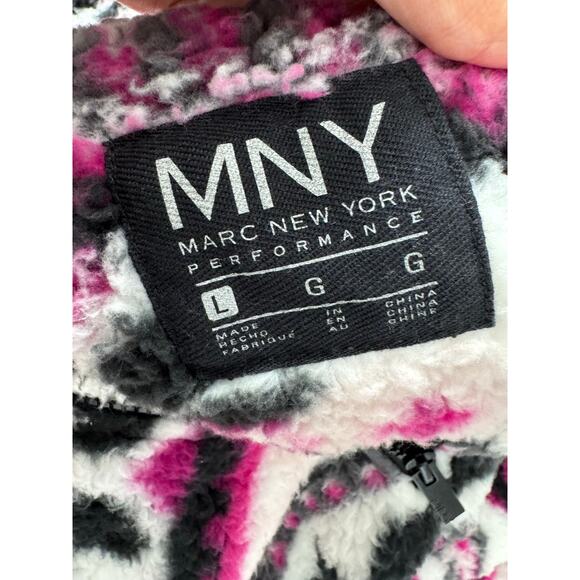 MNY
MARC NEW YORK
PERFORMANCE
L G G
MADE IN CHINA
HECHO EN CHINA
FABRIQUÉ AU CHINE